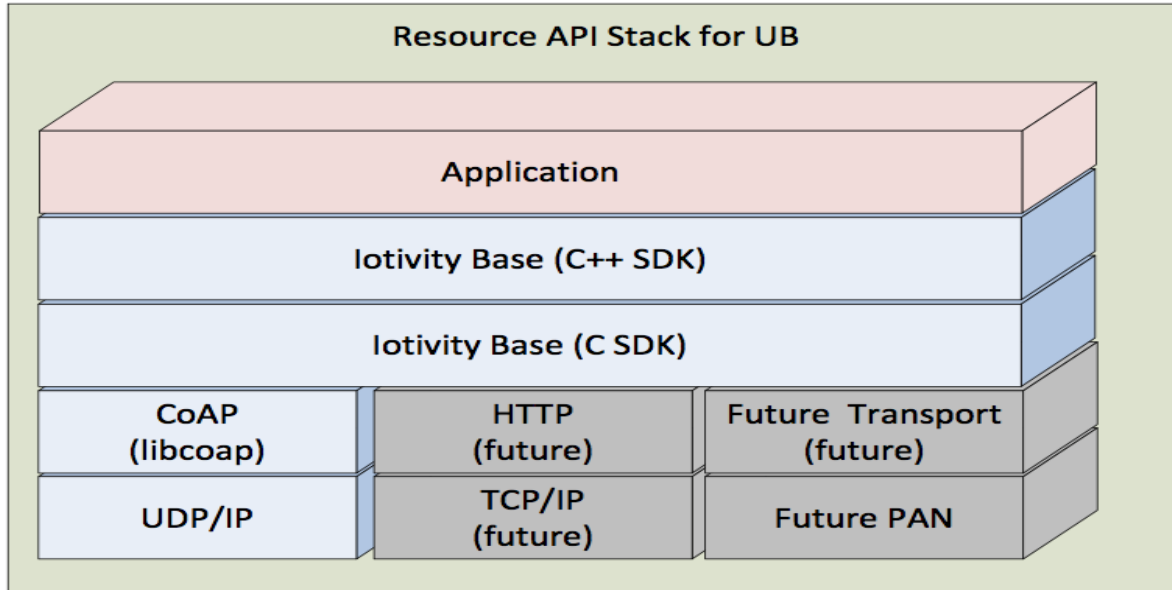 Resource API Stack for UB
Application
Iotivity Base (C++ SDK)
Iotivity Base (C SDK)
CoAP
(libcoap)
HTTP
(future)
Future Transport
(future)
UDP/IP
TCP/IP
(future)
Future PAN